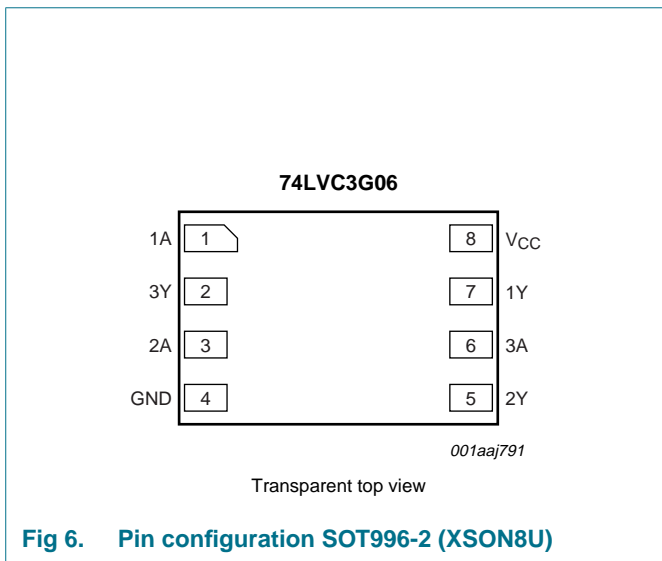 74LVC3G06
1A 1 8 VCC
3Y 2 7 1Y
2A 3 6 3A
GND 4 5 2Y
001aaj791
Transparent top view
Fig 6. Pin configuration SOT996-2 (XSON8U)